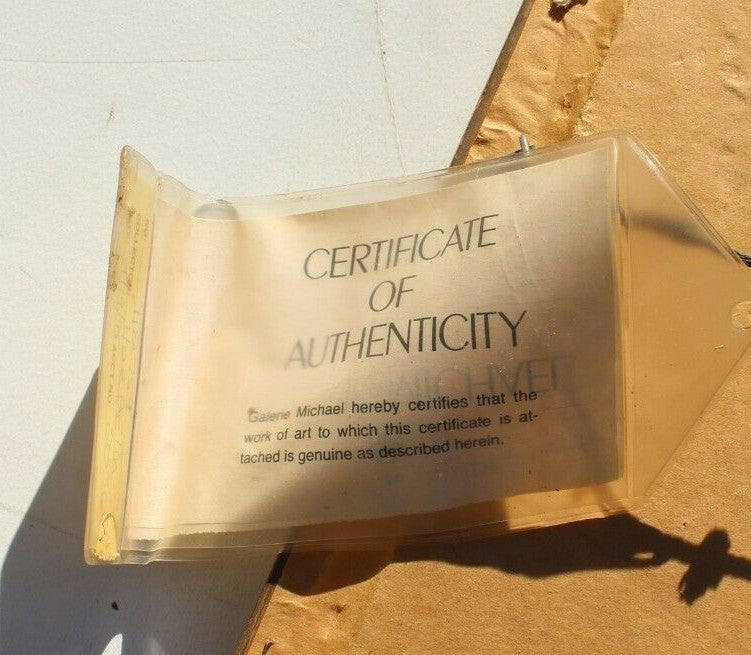 CERTIFICATE
OF
AUTHENTICITY
Galerie Michael hereby certifies that the
work of art to which this certificate is at-
tached is genuine as described herein.